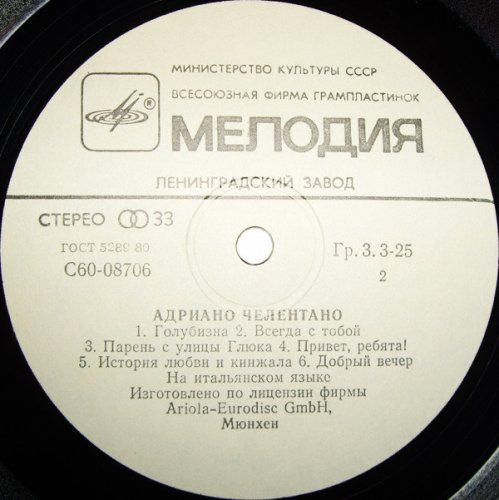 МИНИСТЕРСТВО КУЛЬТУРЫ СССР
ВСЕСОЮЗНАЯ ФИРМА ГРАМПЛАСТИНОК
®
МЕЛОДИЯ
ЛЕНИНГРАДСКИЙ ЗАВОД
СТЕРЕО 33
ГОСТ 5289 80
Гр. 3. 3-25
С60-08706
2
АДРИАНО ЧЕЛЕНТАНО
1. Голубизна 2. Всегда с тобой
3. Парень с улицы Глюка 4. Привет, ребята!
5. История любви и кинжала 6. Добрый вечер
На итальянском языке
Изготовлено по лицензии фирмы
Ariola-Eurodisc GmbH,
Мюнхен